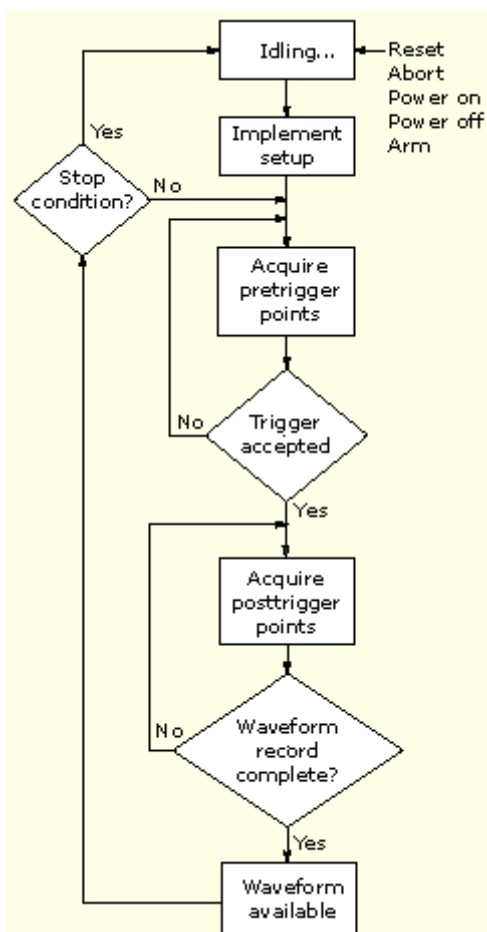 Idling...
Reset
Abort
Power on
Power off
Arm
Yes
Implement
setup
Stop
condition?
No
Acquire
pretrigger
points
No
Trigger
accepted
Yes
Acquire
posttrigger
points
No
Waveform
record
complete?
Yes
Waveform
available